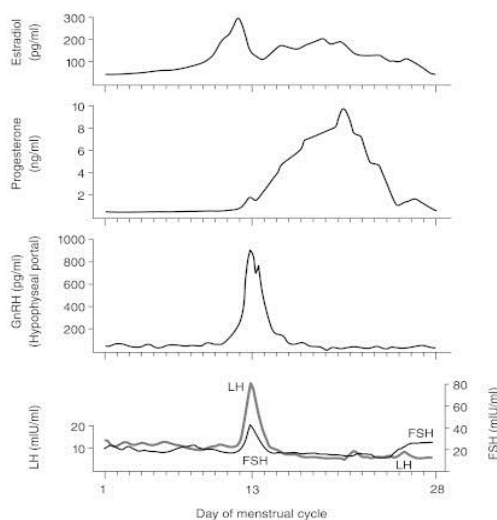 Estradiol
(pg/ml)
300
200
100
Progesterone
(ng/ml)
10
8
6
4
2
GnRH (pg/ml)
(Hypophyseal portal)
1000
800
600
400
200
LH (mIU/ml)
20
10
LH
FSH
FSH
LH
80
60
40
20
FSH (mIU/ml)
1
13
28
Day of menstrual cycle